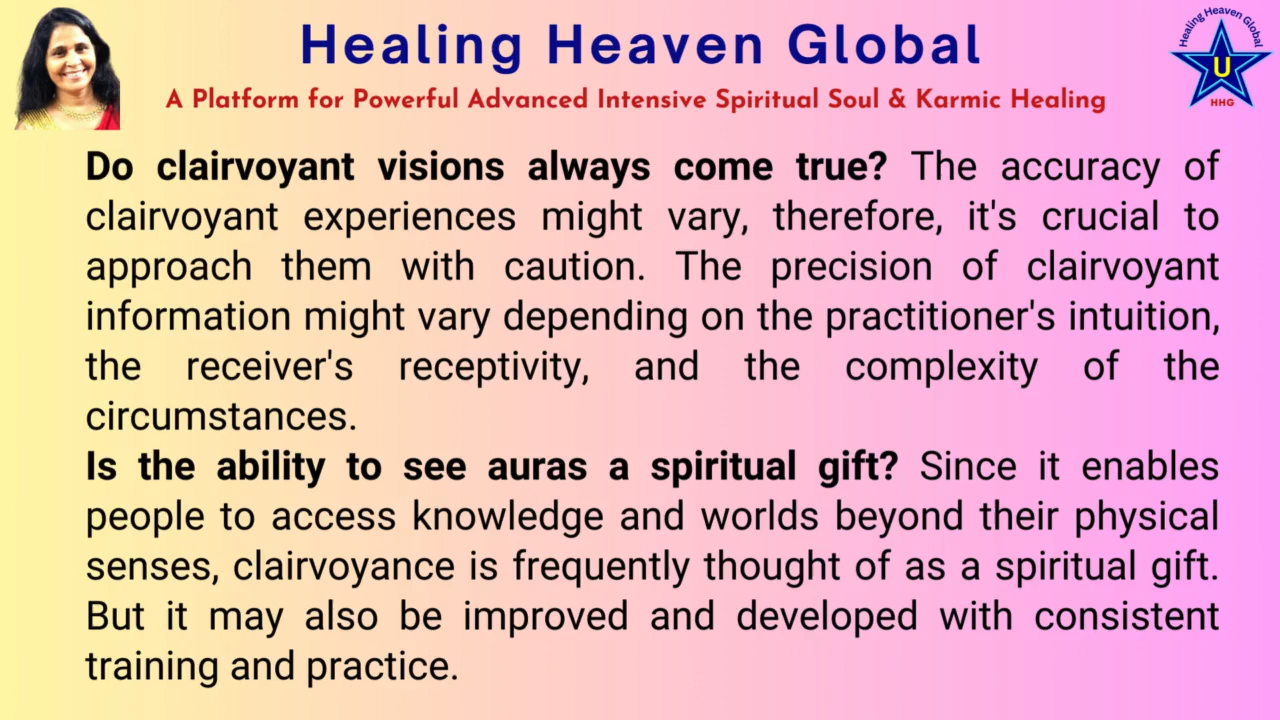 Healing Heaven Global
Healing Heaven Global
U
HHG
A Platform for Powerful Advanced Intensive Spiritual Soul & Karmic Healing
Do clairvoyant visions always come true? The accuracy of
clairvoyant experiences might vary, therefore, it's crucial to
approach them with caution. The precision of clairvoyant
information might vary depending on the practitioner's intuition,
the receiver's receptivity, and the complexity of the
circumstances.
Is the ability to see auras a spiritual gift? Since it enables
people to access knowledge and worlds beyond their physical
senses, clairvoyance is frequently thought of as a spiritual gift.
But it may also be improved and developed with consistent
training and practice.